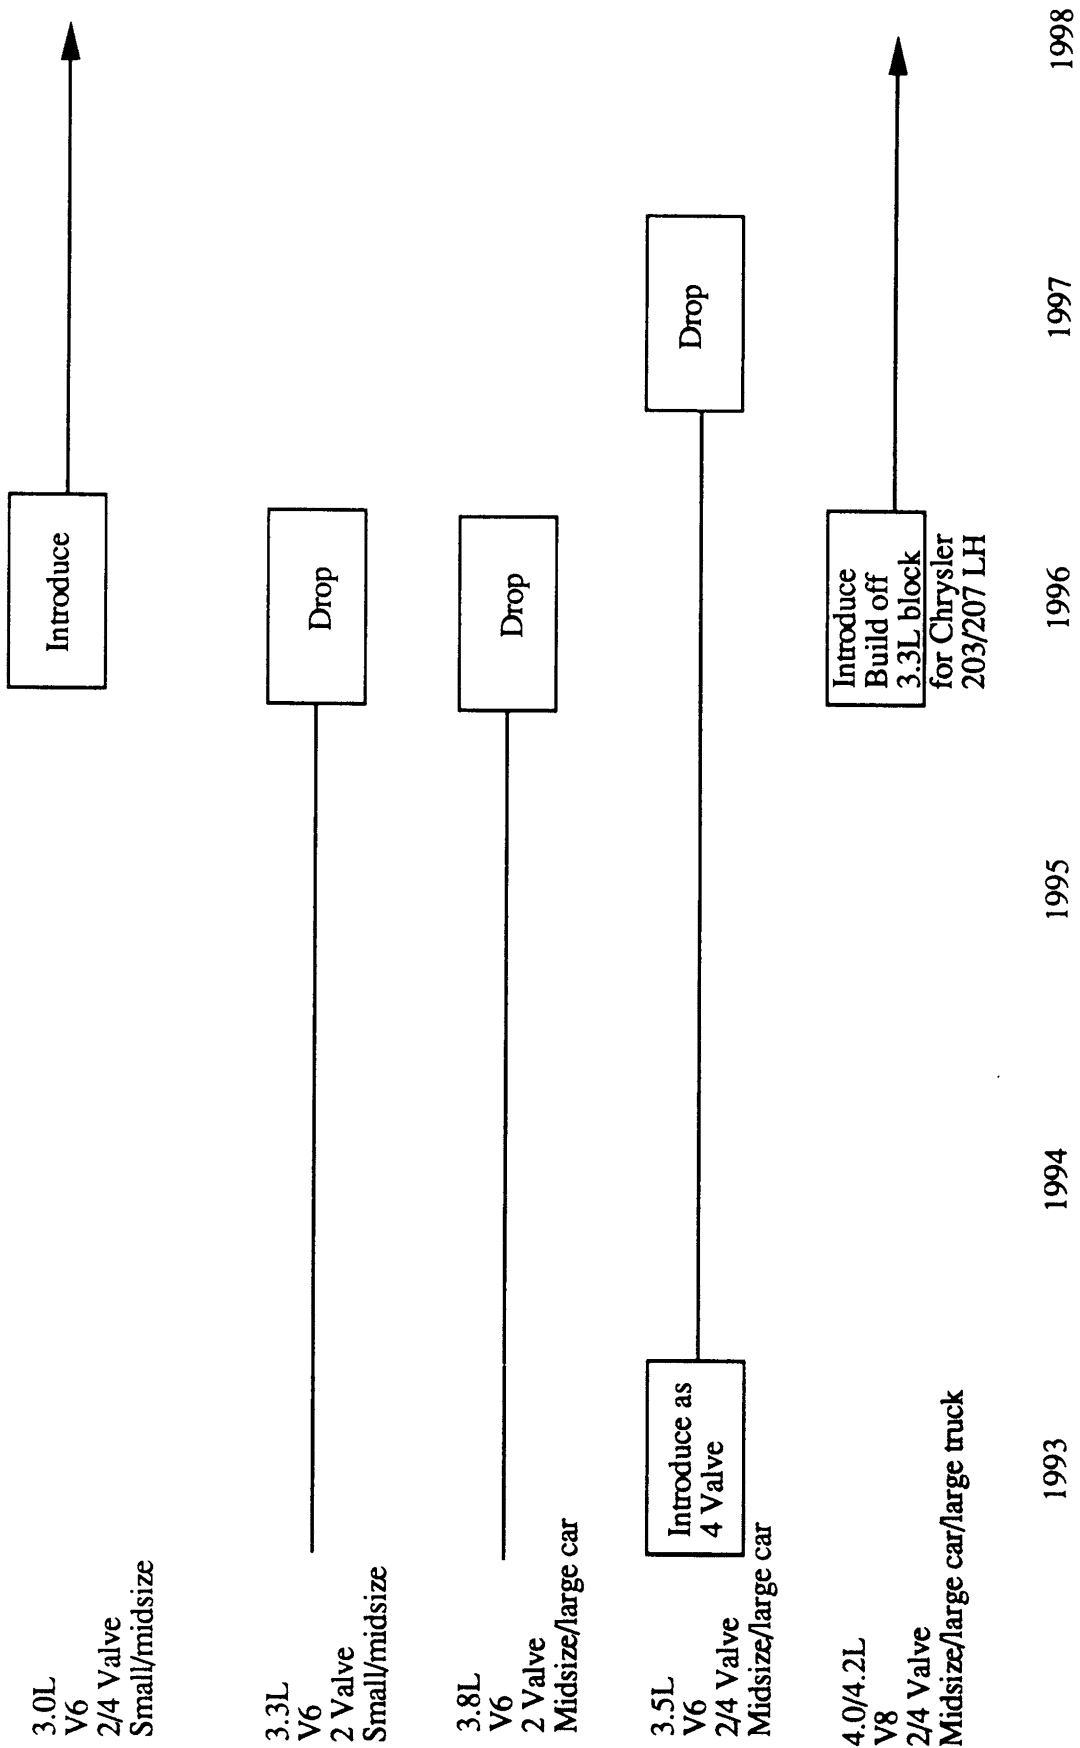 3.0L
V6
2/4 Valve
Small/midsize
Introduce
3.3L
V6
2 Valve
Small/midsize
Drop
3.8L
V6
2 Valve
Midsize/large car
Drop
3.5L
V6
2/4 Valve
Midsize/large car
Introduce as
4 Valve
Drop
4.0/4.2L
V8
2/4 Valve
Midsize/large car/large truck
Introduce
Build off
3.3L block
for Chrysler
203/207 LH
1993
1994
1995
1996
1997
1998